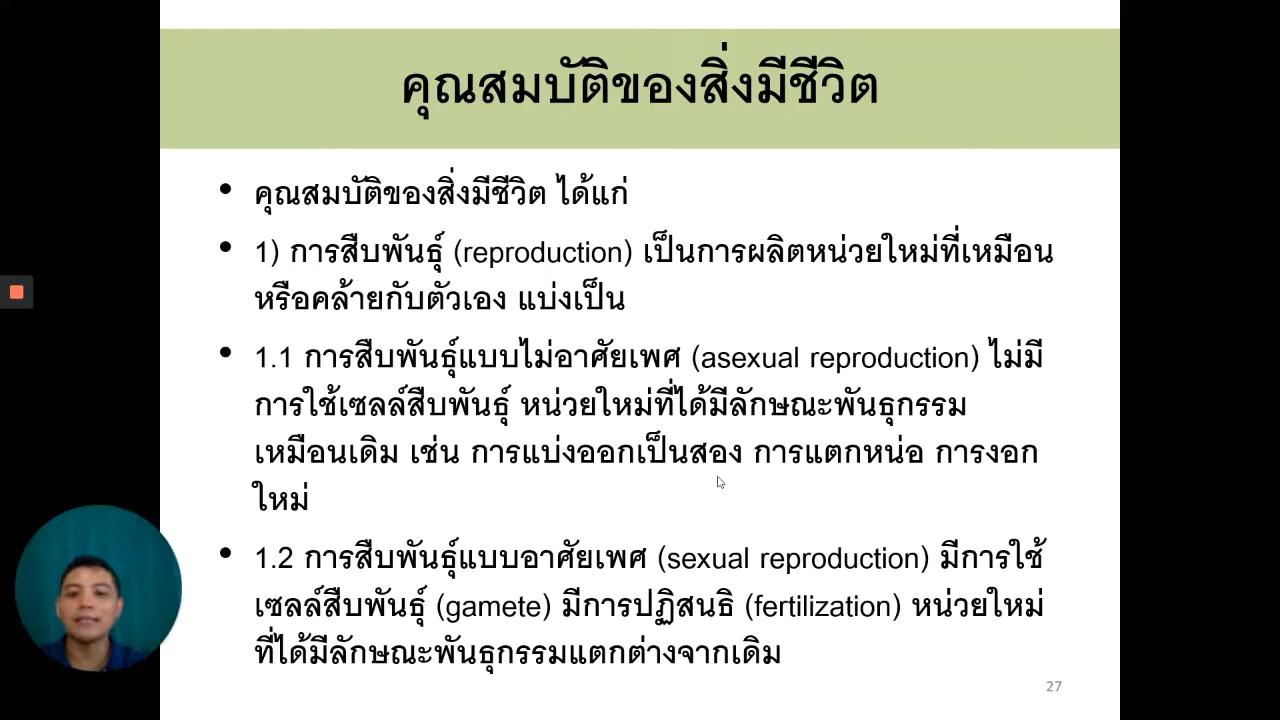 คุณสมบัติของสิ่งมีชีวิต
• คุณสมบัติของสิ่งมีชีวิต ได้แก่
• 1) การสืบพันธุ์ (reproduction) เป็นการผลิตหน่วยใหม่ที่เหมือน
หรือคล้ายกับตัวเอง แบ่งเป็น
• 1.1 การสืบพันธุ์แบบไม่อาศัยเพศ (asexual reproduction) ไม่มี
การใช้เซลล์สืบพันธุ์ หน่วยใหม่ที่ได้มีลักษณะพันธุกรรม
เหมือนเดิม เช่น การแบ่งออกเป็นสอง การแตกหน่อ การงอก
ใหม่
• 1.2 การสืบพันธุ์แบบอาศัยเพศ (sexual reproduction) มีการใช้
เซลล์สืบพันธุ์ (gamete) มีการปฏิสนธิ (fertilization) หน่วยใหม่
ที่ได้มีลักษณะพันธุกรรมแตกต่างจากเดิม
27